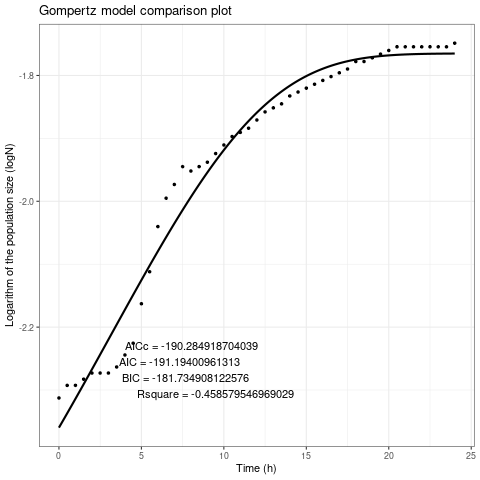 Gompertz model comparison plot
Logarithm of the population size (logN)
-1.8
-2.0
-2.2
AICc = -190.284918704039
AIC = -191.19400961313
BIC = -181.734908122576
Rsquare = -0.458579546969029
0 5 10 15 20 25
Time (h)